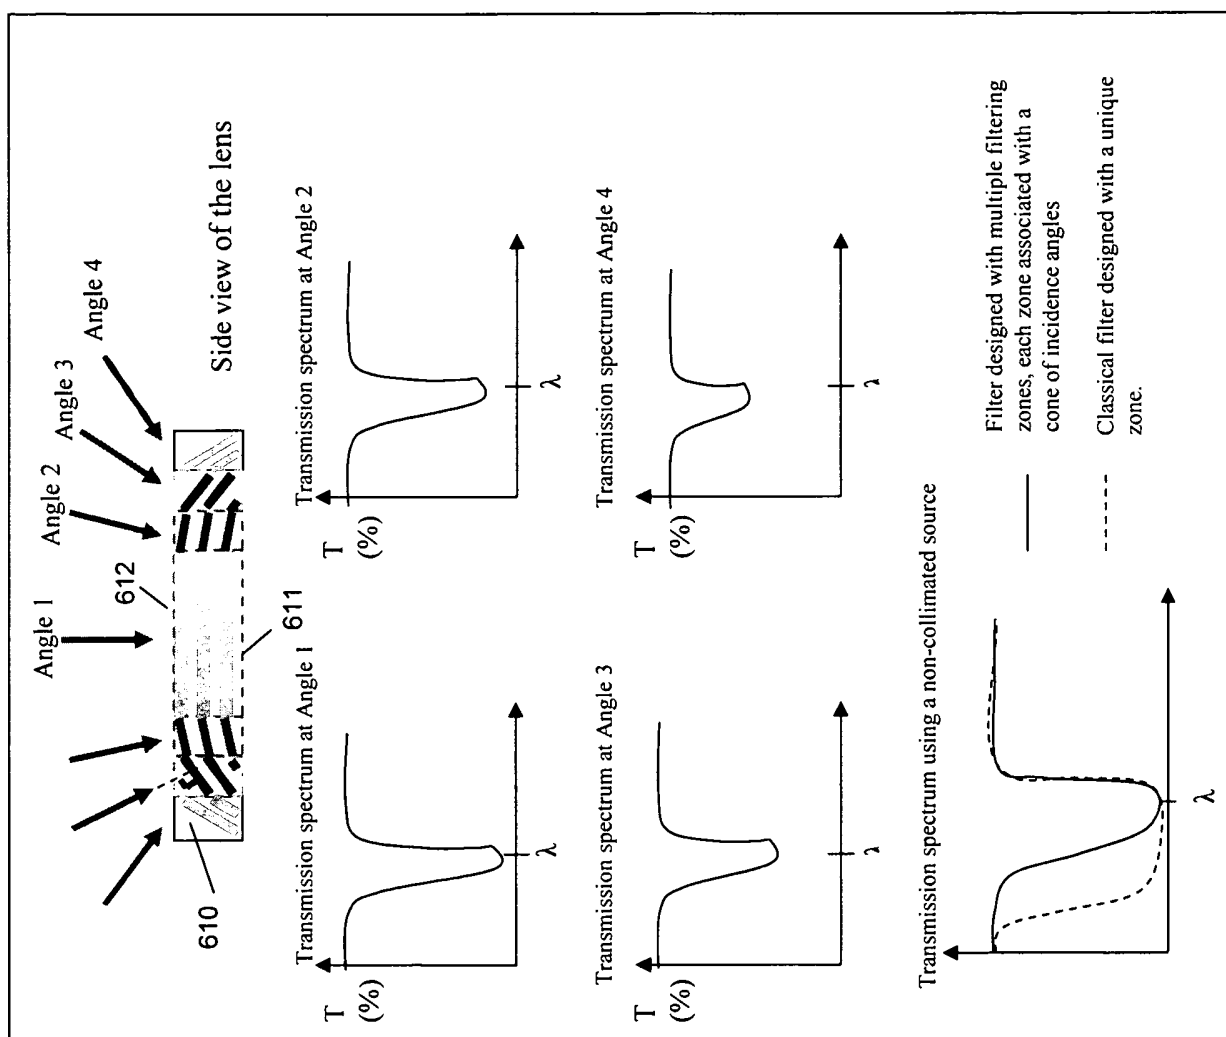 Angle 1
Angle 2
Angle 3
Angle 4
612
611
610
Side view of the lens
Transmission spectrum at Angle 1
T
(%)
λ
Transmission spectrum at Angle 2
T
(%)
λ
Transmission spectrum at Angle 3
T
(%)
λ
Transmission spectrum at Angle 4
T
(%)
λ
Transmission spectrum using a non-collimated source
λ
Filter designed with multiple filtering
zones, each zone associated with a
cone of incidence angles
Classical filter designed with a unique
zone.